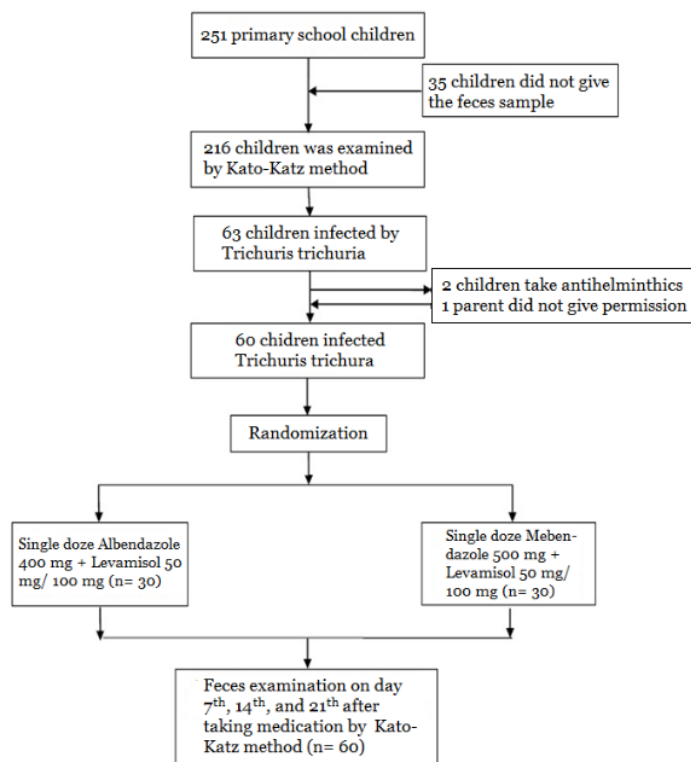 251 primary school children
35 children did not give
the feces sample
216 children was examined
by Kato-Katz method
63 children infected by
Trichuris trichuria
2 children take antihelminthics
1 parent did not give permission
60 chidren infected
Trichuris trichura
Randomization
Single doze Albendazole
400 mg + Levamisol 50
mg/ 100 mg (n= 30)
Single doze Meben-
dazole 500 mg +
Levamisol 50 mg/
100 mg (n= 30)
Feces examination on day
7th, 14th, and 21th after
taking medication by Kato-
Katz method (n= 60)